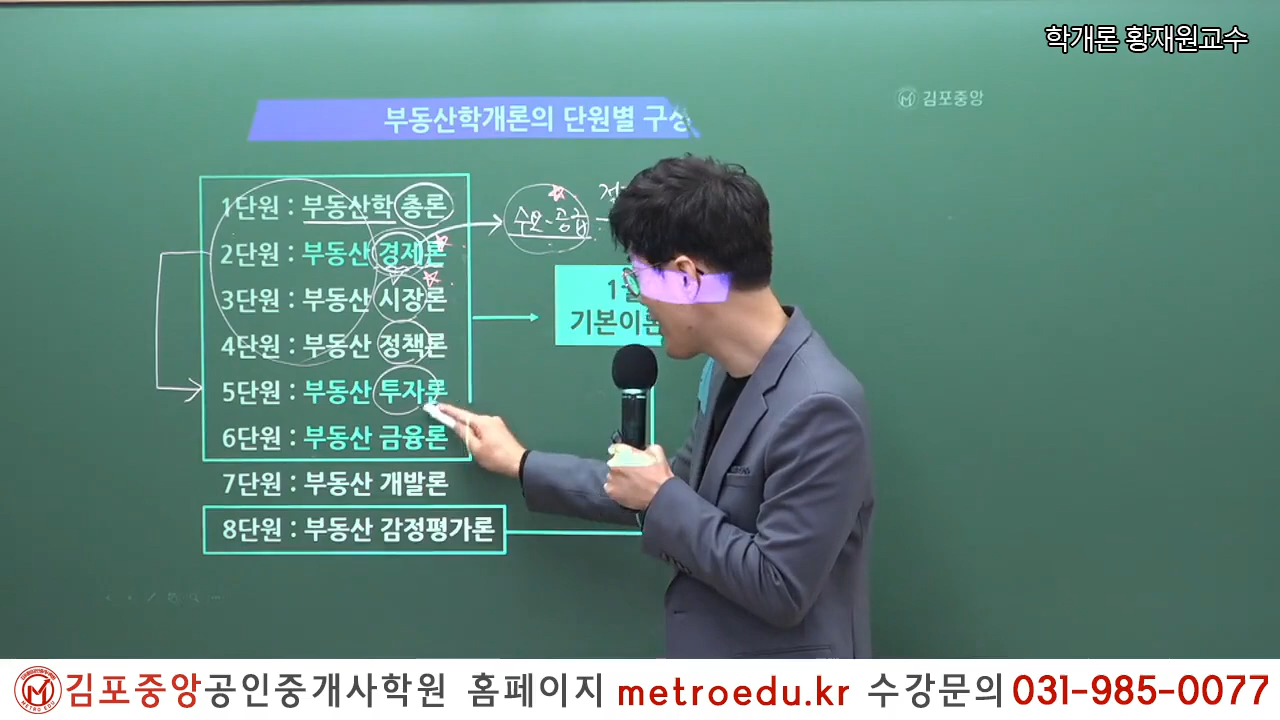 학개론 황재원교수
김포중앙
부동산학개론의 단원별 구성
1단원 : 부동산학 총론
2단원 : 부동산 경제론
3단원 : 부동산 시장론
4단원 : 부동산 정책론
5단원 : 부동산 투자론
6단원 : 부동산 금융론
7단원 : 부동산 개발론
8단원 : 부동산 감정평가론
수요-공급
기본이론
METRO EDU
김포중앙공인중개사학원 홈페이지 metroedu.kr 수강문의 031-985-0077